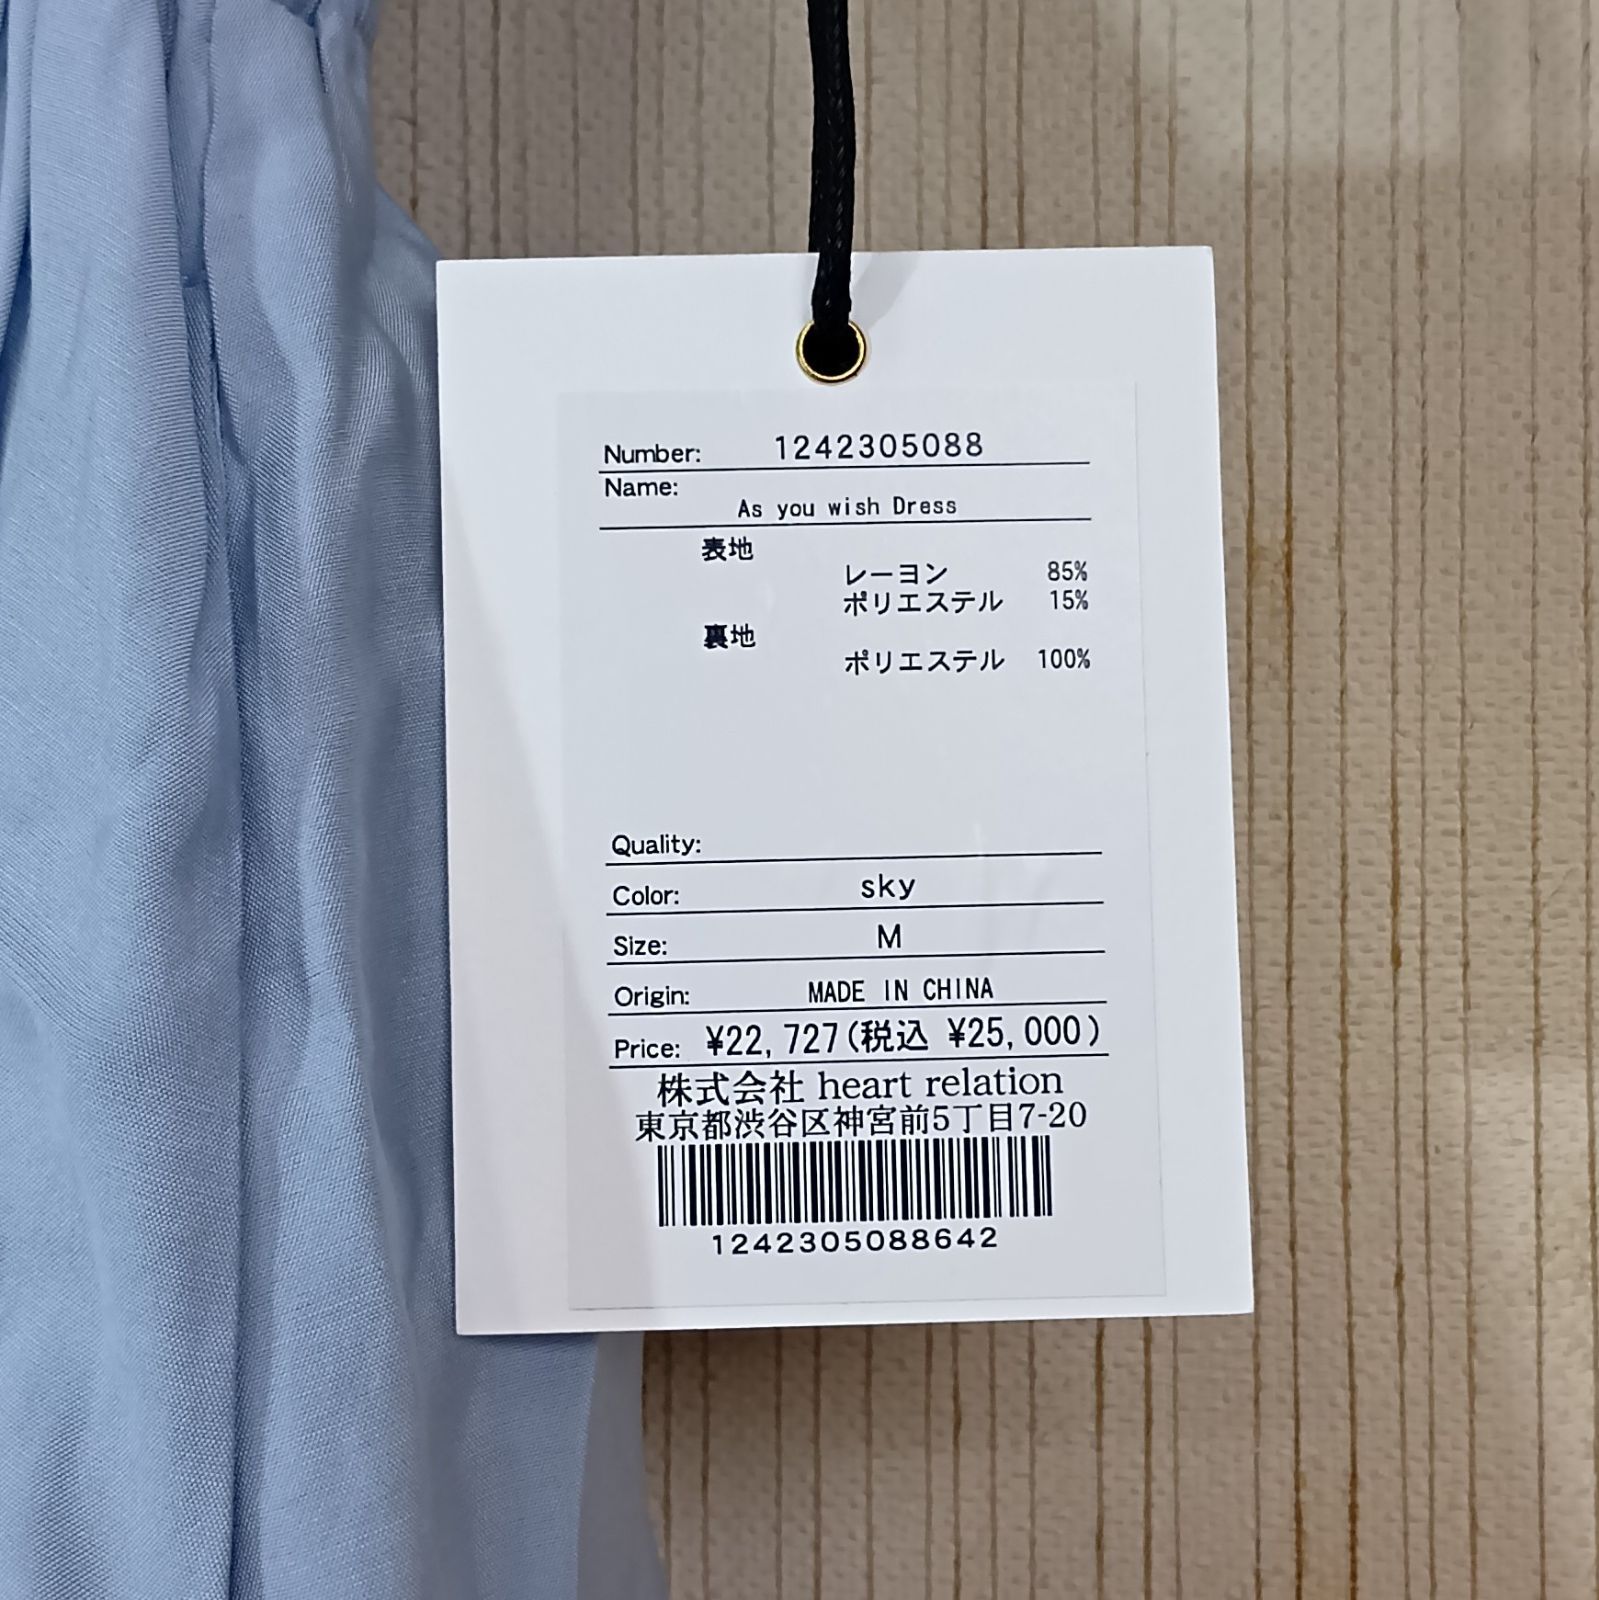 Number: 1242305088
Name:
As you wish Dress
表地
レーヨン 85%
ポリエステル 15%
裏地
ポリエステル 100%
Quality:
Color: sky
Size: M
Origin: MADE IN CHINA
Price: ¥22,727(税込 ¥25,000)
株式会社 heart relation
東京都渋谷区神宮前5丁目7-20
1242305088642